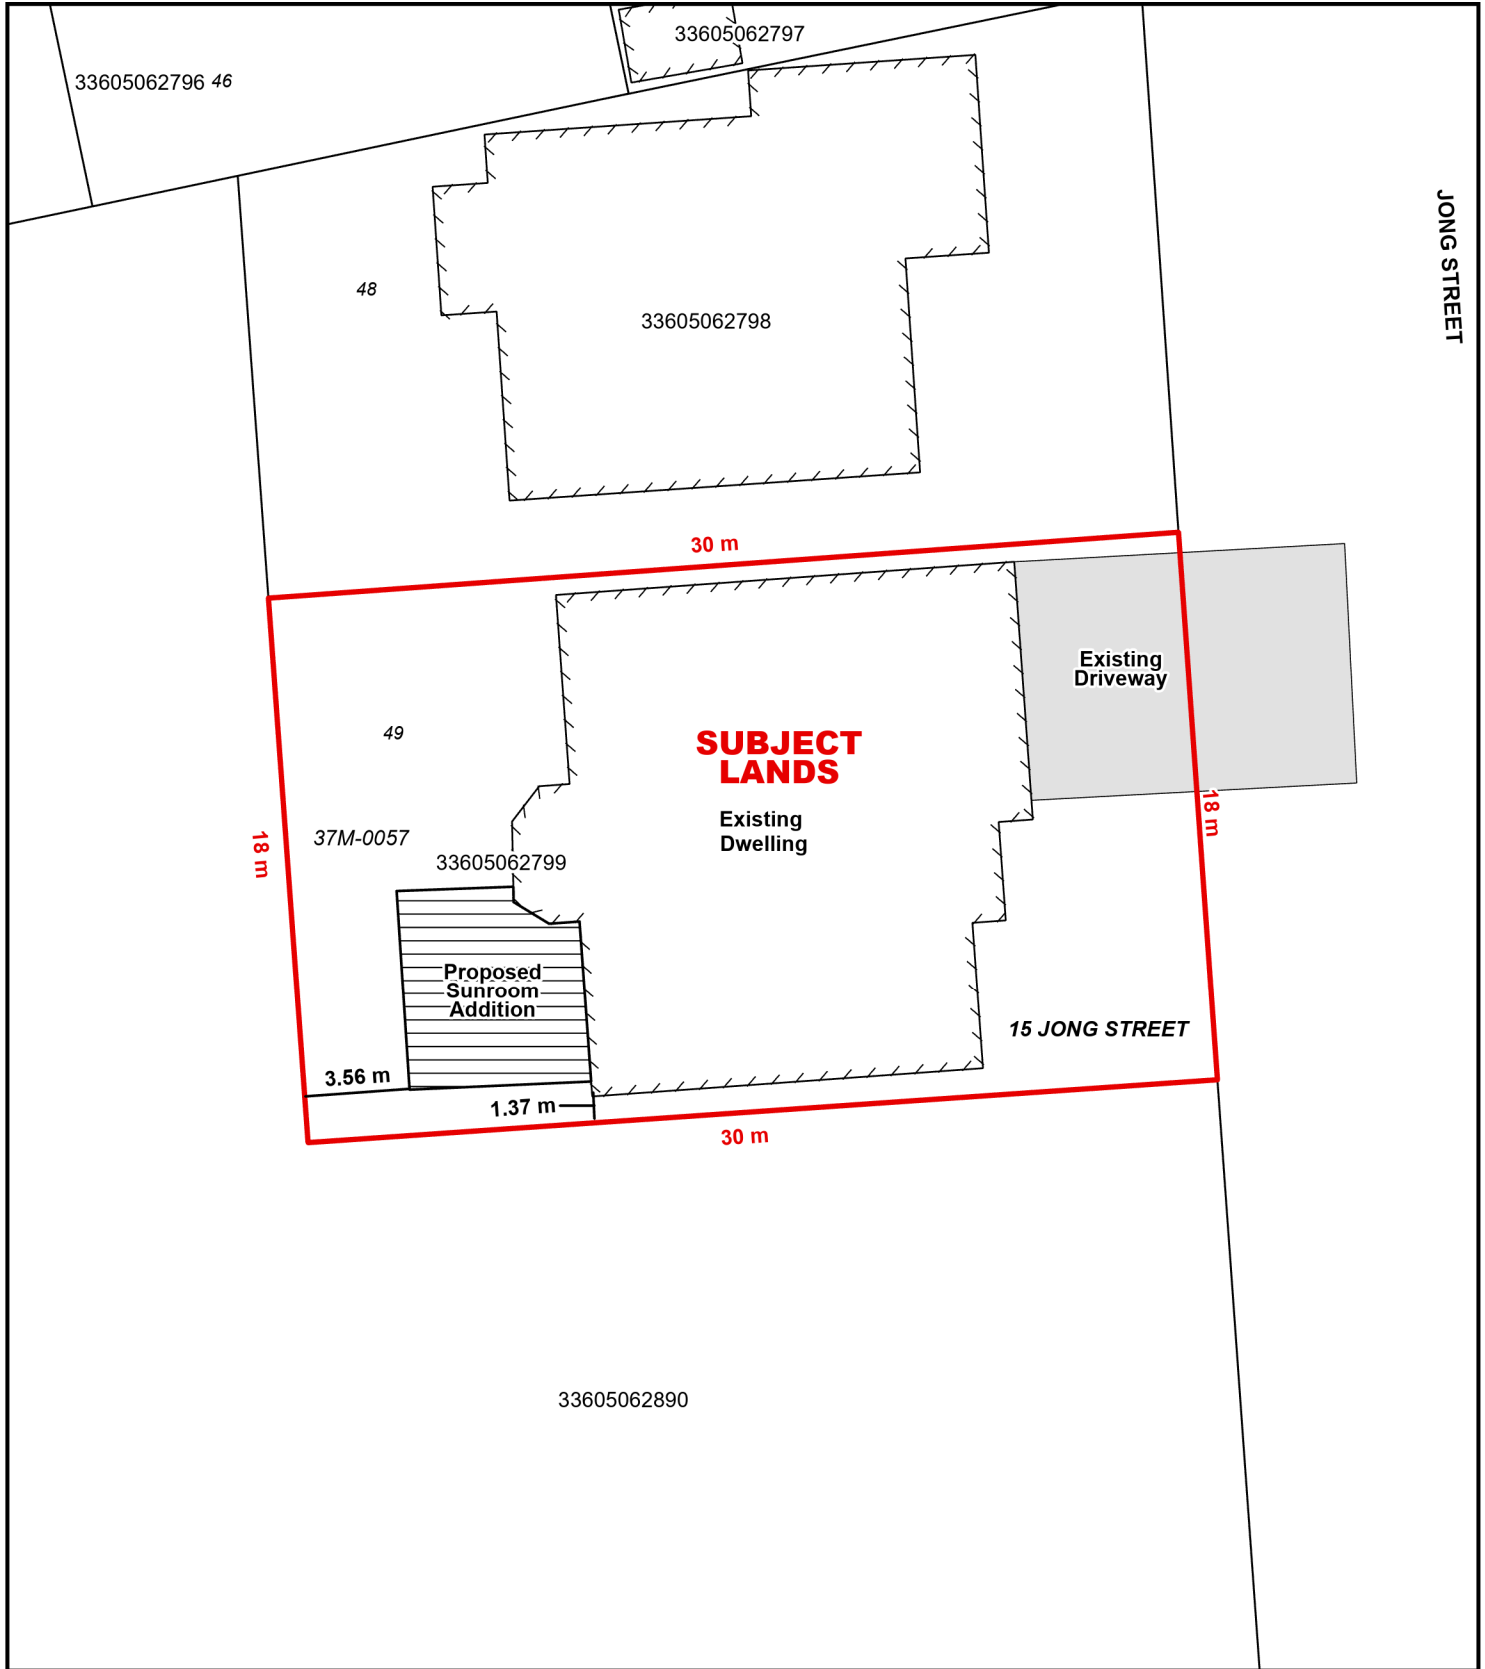 33605062797
33605062796 46
JONG STREET
48
33605062798
30 m
Existing
Driveway
49
SUBJECT
LANDS
18 m
Existing
Dwelling
18 m
37M-0057
33605062799
Proposed
Sunroom
Addition
15 JONG STREET
3.56 m
1.37 m
30 m
33605062890